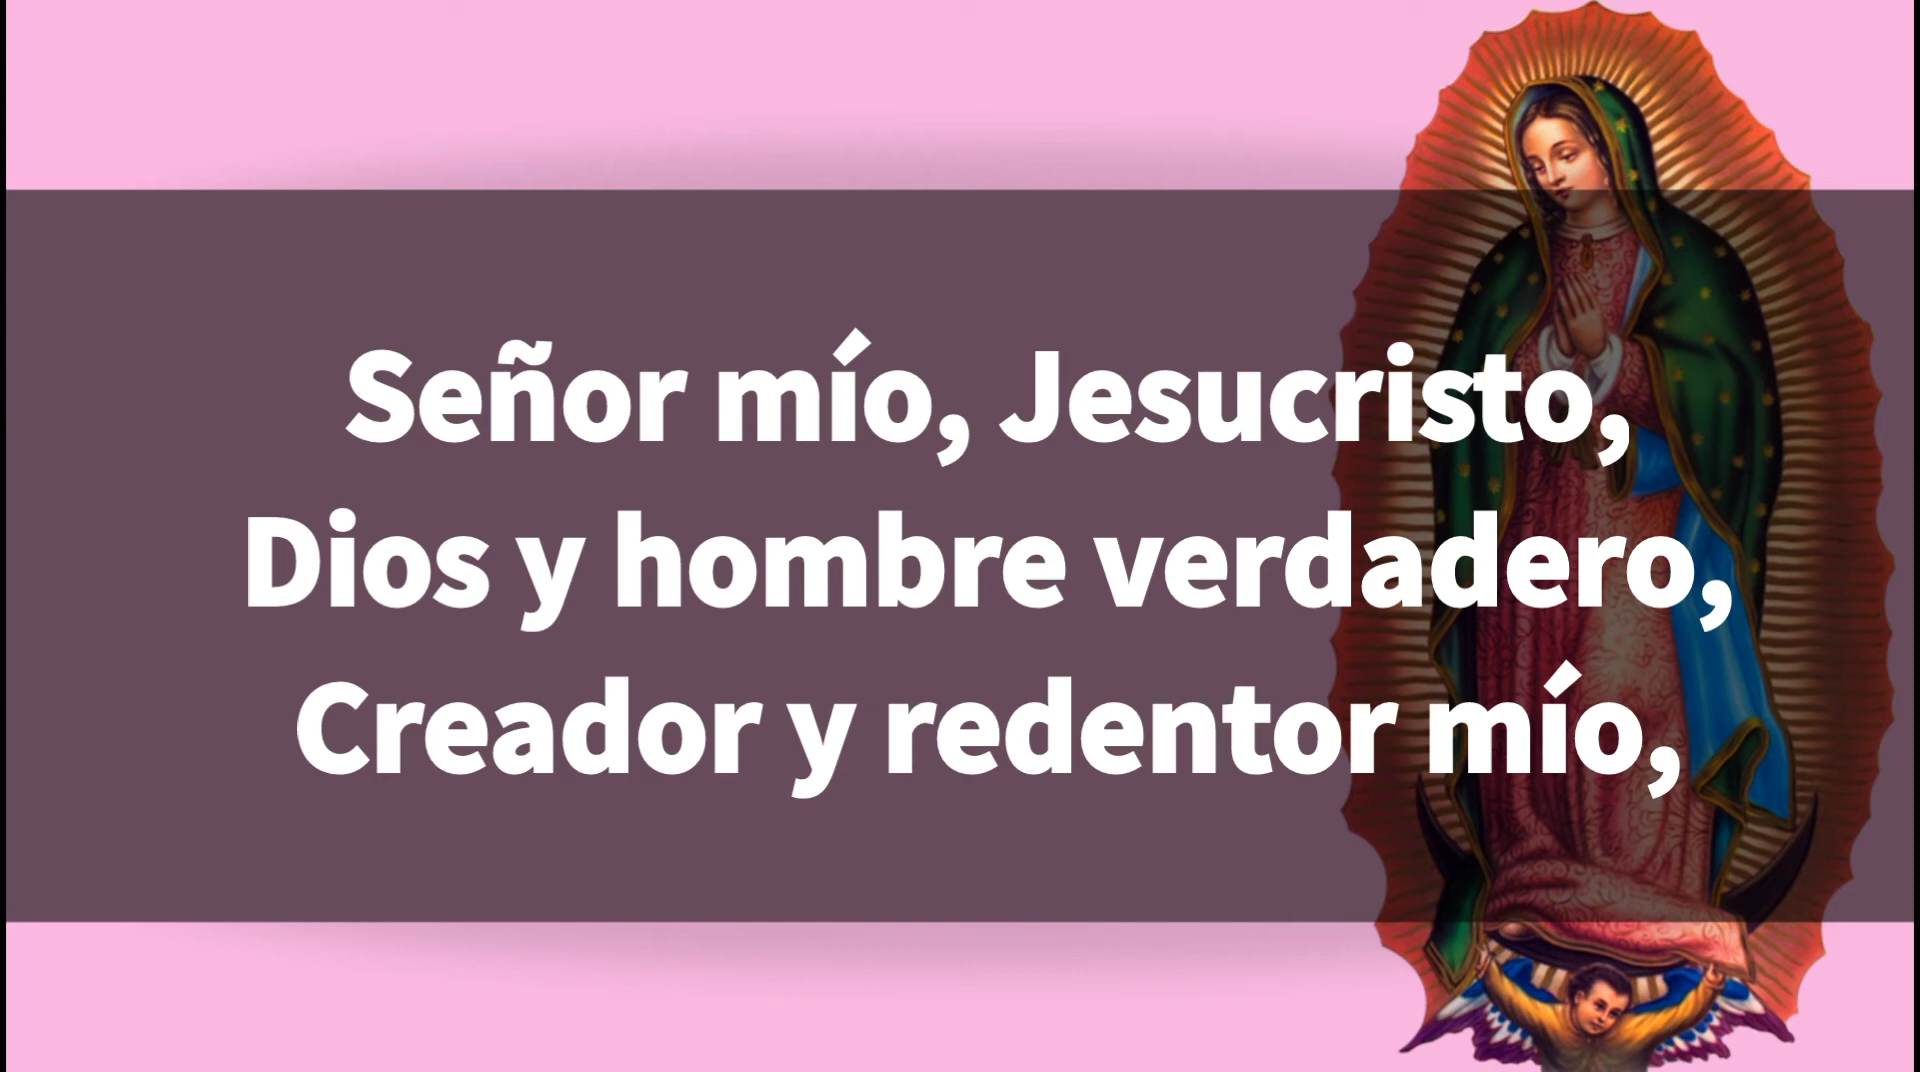 Señor mío, Jesucristo,
Dios y hombre verdadero,
Creador y redentor mío,